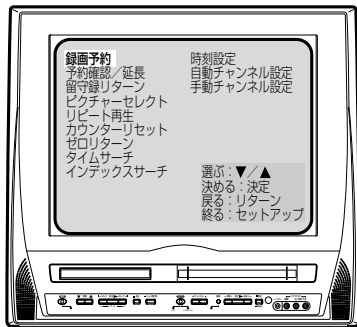 録画予約
予約確認／延長
留守録リターン
ピクチャーセレクト
リピート再生
カウンターリセット
ゼロリターン
タイムサーチ
インデックスサーチ
時刻設定
自動チャンネル設定
手動チャンネル設定
選ぶ：▼／▲
決める：決定
戻る：リターン
終る：セットアップ